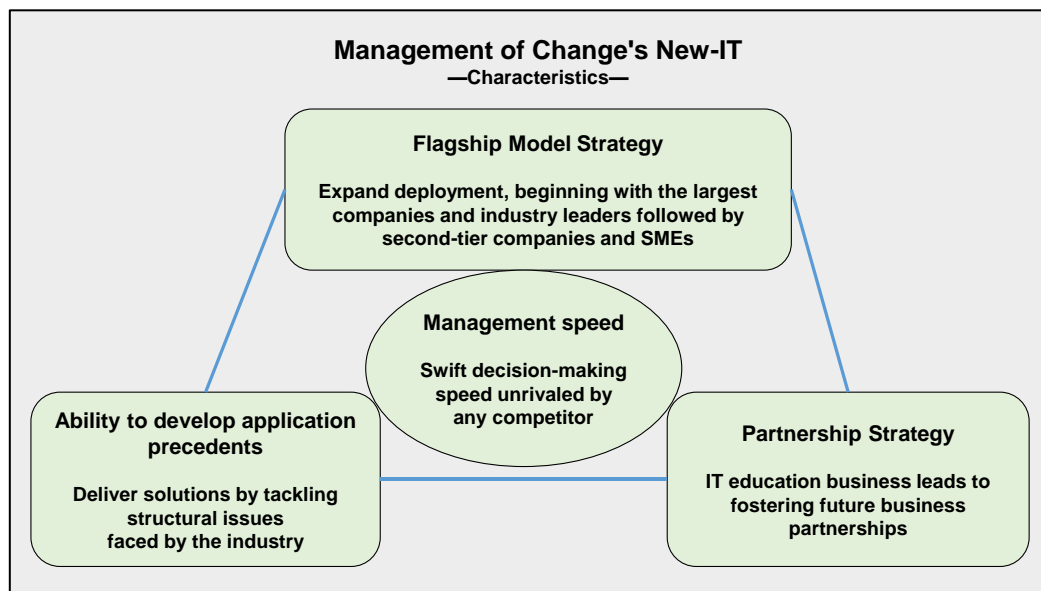 Management of Change's New-IT
—Characteristics—
Flagship Model Strategy
Expand deployment, beginning with the largest
companies and industry leaders followed by
second-tier companies and SMEs
Management speed
Swift decision-making
speed unrivaled by
any competitor
Ability to develop application
precedents
Deliver solutions by tackling
structural issues
faced by the industry
Partnership Strategy
IT education business leads to
fostering future business
partnerships